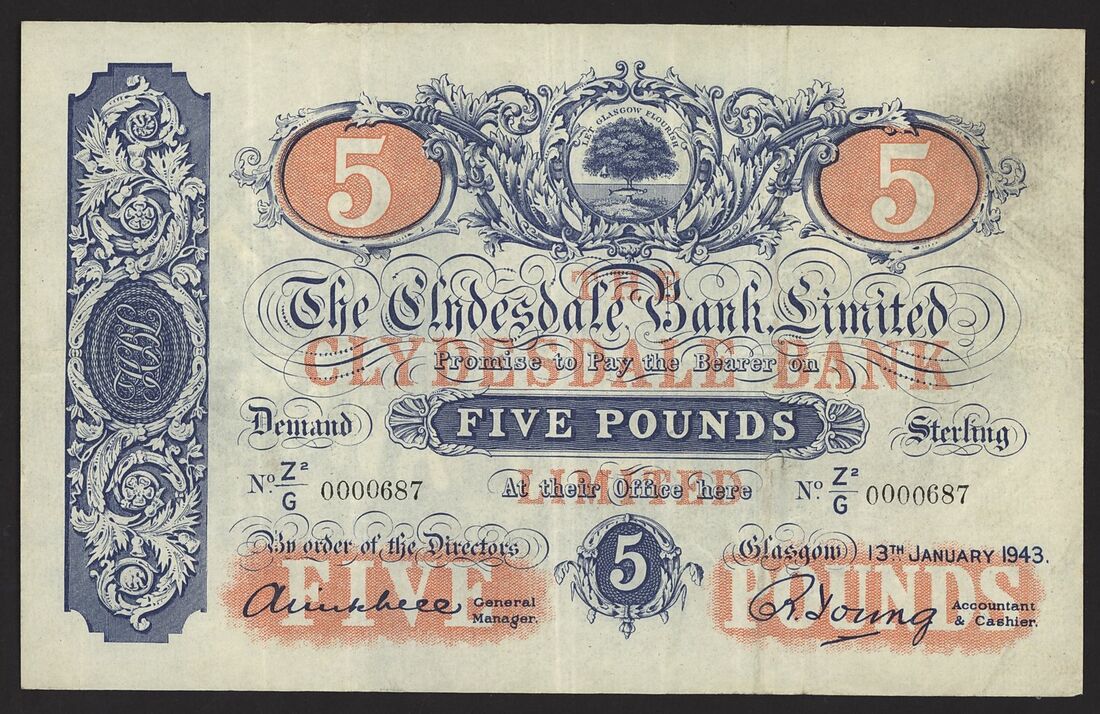 5
LET GLASGOW FLOURISH
5
The Clydesdale Bank, Limited
THE
CLYDESDALE BANK
LIMITED
Promise to Pay the Bearer on
Demand FIVE POUNDS Sterling
No. Z²/G 0000687 At their Office here No. Z²/G 0000687
By order of the Directors 5 Glasgow 13TH JANUARY 1943.
FIVE POUNDS
General
Manager.
R. Young Accountant
& Cashier.